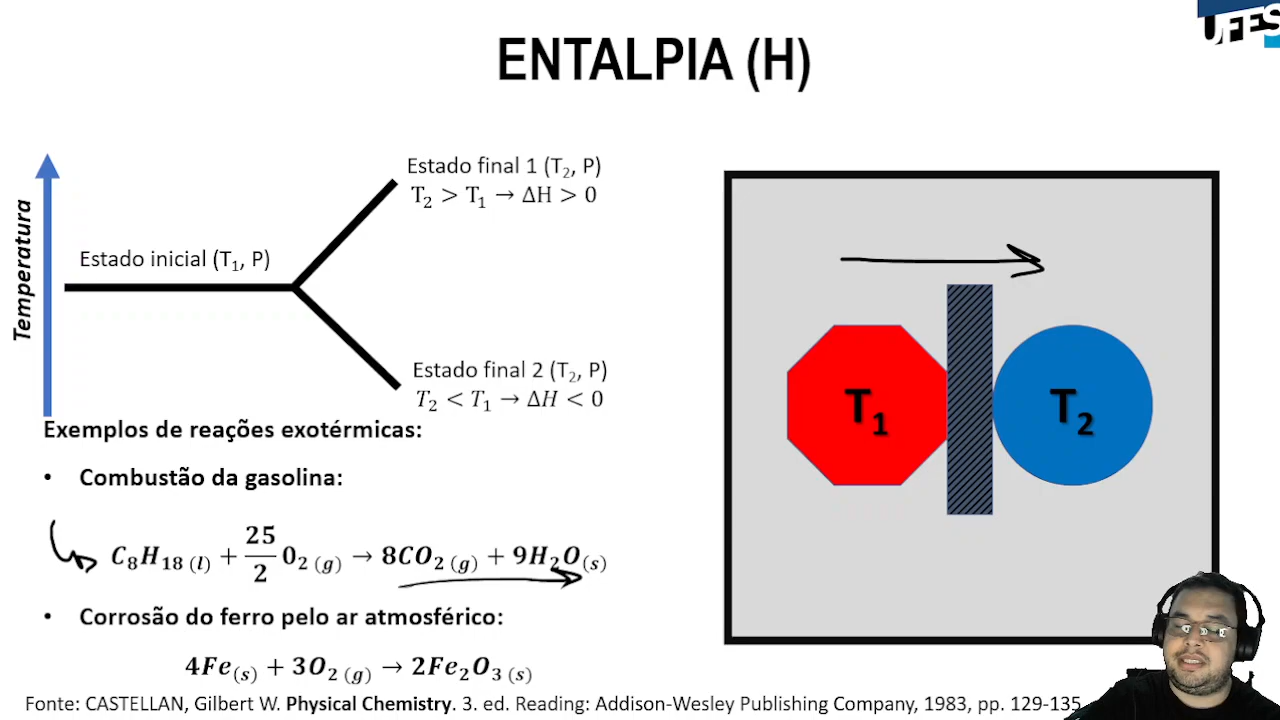 UFES
ENTALPIA (H)
Temperatura
Estado final 1 (T₂, P)
T₂ > T₁ → ΔH > 0
Estado inicial (T₁, P)
Estado final 2 (T₂, P)
T₂ < T₁ → ΔH < 0
T₁
T₂
Exemplos de reações exotérmicas:
• Combustão da gasolina:
C₈H₁₈ (l) + 25/2 O₂ (g) → 8CO₂ (g) + 9H₂O(s)
• Corrosão do ferro pelo ar atmosférico:
4Fe(s) + 3O₂ (g) → 2Fe₂O₃ (s)
Fonte: CASTELLAN, Gilbert W. Physical Chemistry. 3. ed. Reading: Addison-Wesley Publishing Company, 1983, pp. 129-135